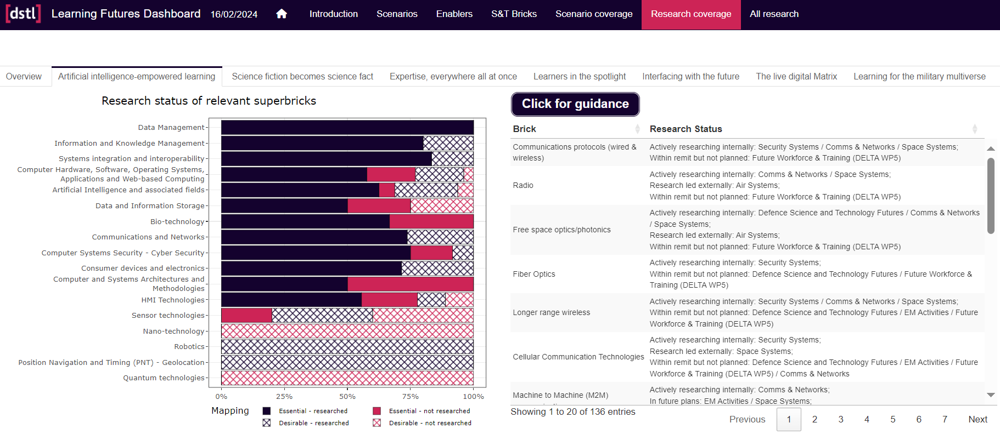 [dstl] Learning Futures Dashboard 16/02/2024 Introduction Scenarios Enablers S&T Bricks Scenario coverage Research coverage All research
Overview Artificial intelligence-empowered learning Science fiction becomes science fact Expertise, everywhere all at once Learners in the spotlight Interfacing with the future The live digital Matrix Learning for the military multiverse
Research status of relevant superbricks
Data Management
Information and Knowledge Management
Systems integration and interoperability
Computer Hardware, Software, Operating Systems,
Applications and Web-based Computing
Artificial Intelligence and associated fields
Data and Information Storage
Bio-technology
Communications and Networks
Computer Systems Security - Cyber Security
Consumer devices and electronics
Computer and Systems Architectures and
Methodologies
HMI Technologies
Sensor technologies
Nano-technology
Robotics
Position Navigation and Timing (PNT) - Geolocation
Quantum technologies
0% 25% 50% 75% 100%
Mapping
Essential - researched
Essential - not researched
Desirable - researched
Desirable - not researched
Click for guidance
Brick Research Status
Communications protocols (wired &
wireless)
Actively researching internally: Security Systems / Comms & Networks / Space Systems;
Within remit but not planned: Future Workforce & Training (DELTA WP5)
Radio
Actively researching internally: Comms & Networks / Space Systems;
Research led externally: Air Systems;
Within remit but not planned: Future Workforce & Training (DELTA WP5)
Free space optics/photonics
Actively researching internally: Defence Science and Technology Futures / Comms & Networks
/ Space Systems;
Research led externally: Air Systems;
Within remit but not planned: Future Workforce & Training (DELTA WP5)
Fiber Optics
Actively researching internally: Security Systems;
Within remit but not planned: Defence Science and Technology Futures / Future Workforce &
Training (DELTA WP5)
Longer range wireless
Actively researching internally: Security Systems / Comms & Networks / Space Systems;
Within remit but not planned: Defence Science and Technology Futures / EM Activities / Future
Workforce & Training (DELTA WP5)
Cellular Communication Technologies
Actively researching internally: Security Systems;
Research led externally: Space Systems;
Within remit but not planned: Defence Science and Technology Futures / EM Activities / Future
Workforce & Training (DELTA WP5) / Comms & Networks
Machine to Machine (M2M)
Actively researching internally: Comms & Networks;
In future plans: EM Activities / Space Systems;
Showing 1 to 20 of 136 entries
Previous 1 2 3 4 5 6 7 Next